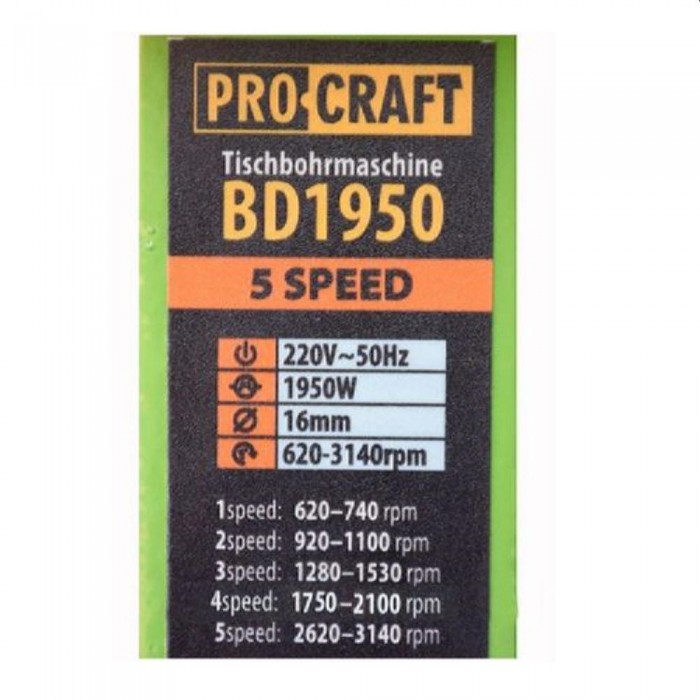 PRO·CRAFT
Tischbohrmaschine
BD1950
5 SPEED
220V~50Hz
1950W
16mm
620-3140rpm
1speed: 620–740 rpm
2speed: 920–1100 rpm
3speed: 1280–1530 rpm
4speed: 1750–2100 rpm
5speed: 2620–3140 rpm